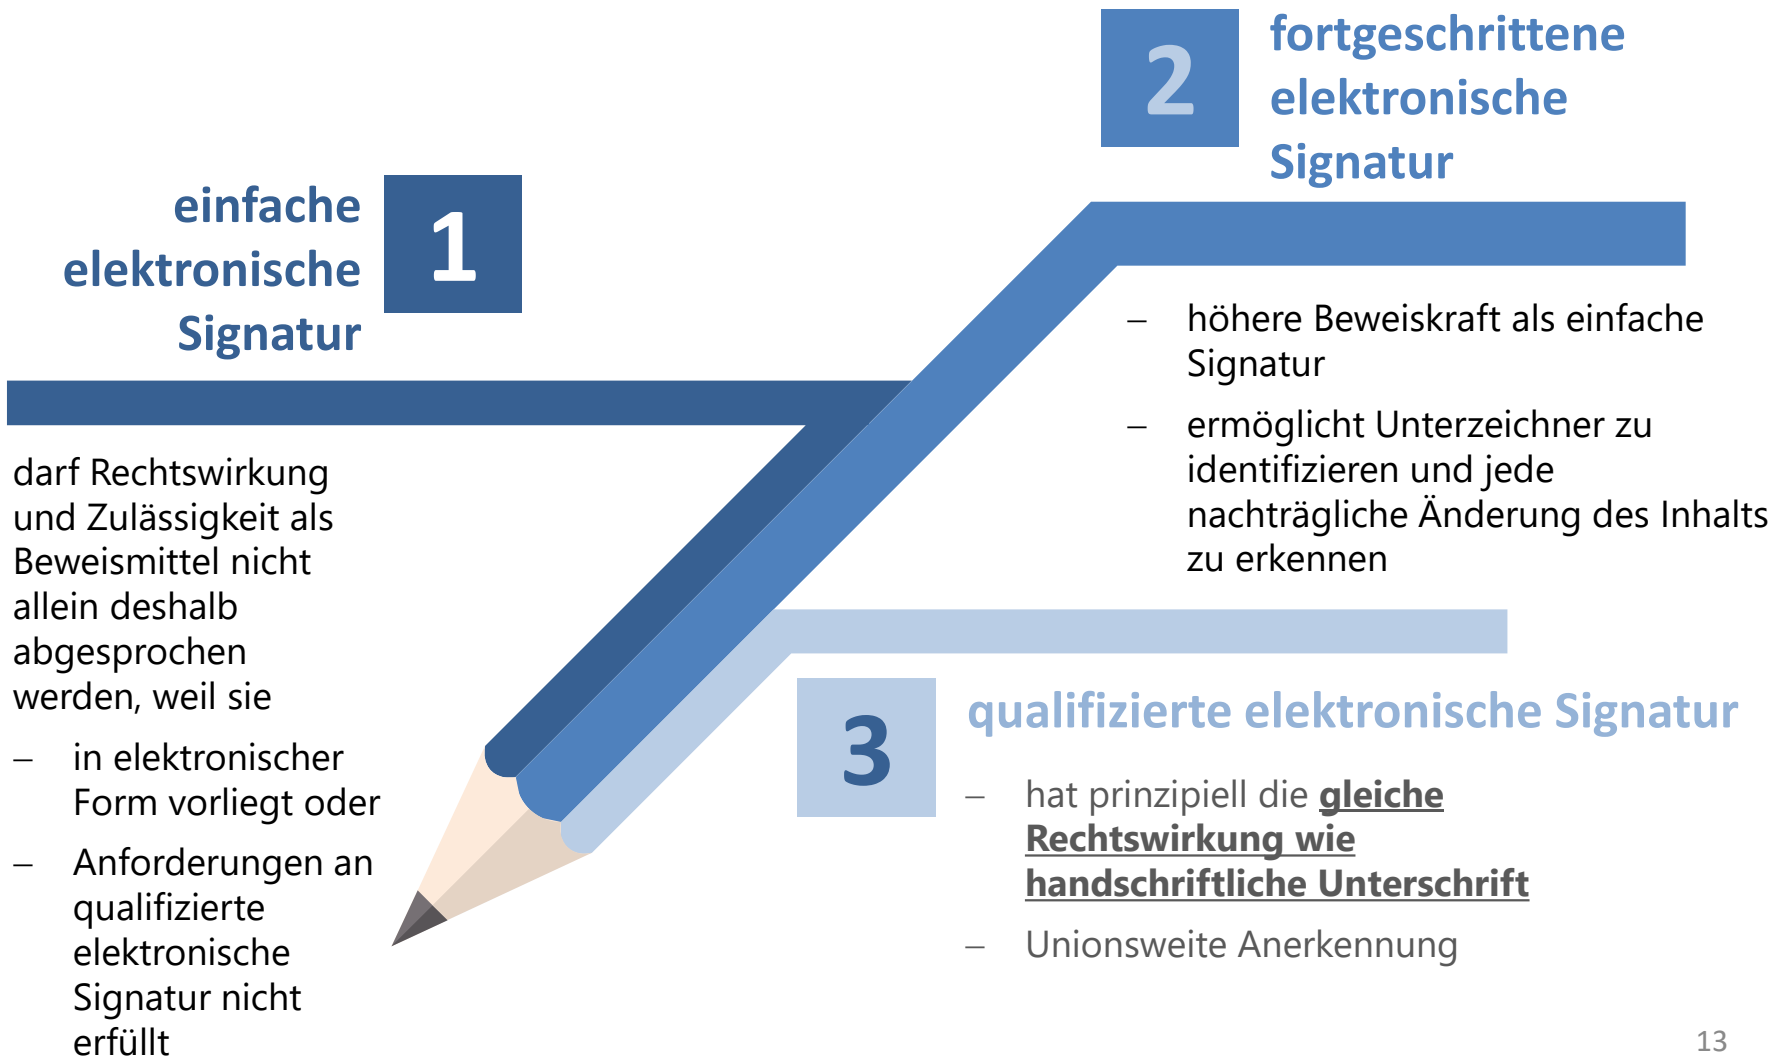 einfache
elektronische
Signatur
1
darf Rechtswirkung
und Zulässigkeit als
Beweismittel nicht
allein deshalb
abgesprochen
werden, weil sie
– in elektronischer
Form vorliegt oder
– Anforderungen an
qualifizierte
elektronische
Signatur nicht
erfüllt
2
fortgeschrittene
elektronische
Signatur
– höhere Beweiskraft als einfache
Signatur
– ermöglicht Unterzeichner zu
identifizieren und jede
nachträgliche Änderung des Inhalts
zu erkennen
3
qualifizierte elektronische Signatur
– hat prinzipiell die gleiche
Rechtswirkung wie
handschriftliche Unterschrift
– Unionsweite Anerkennung
13